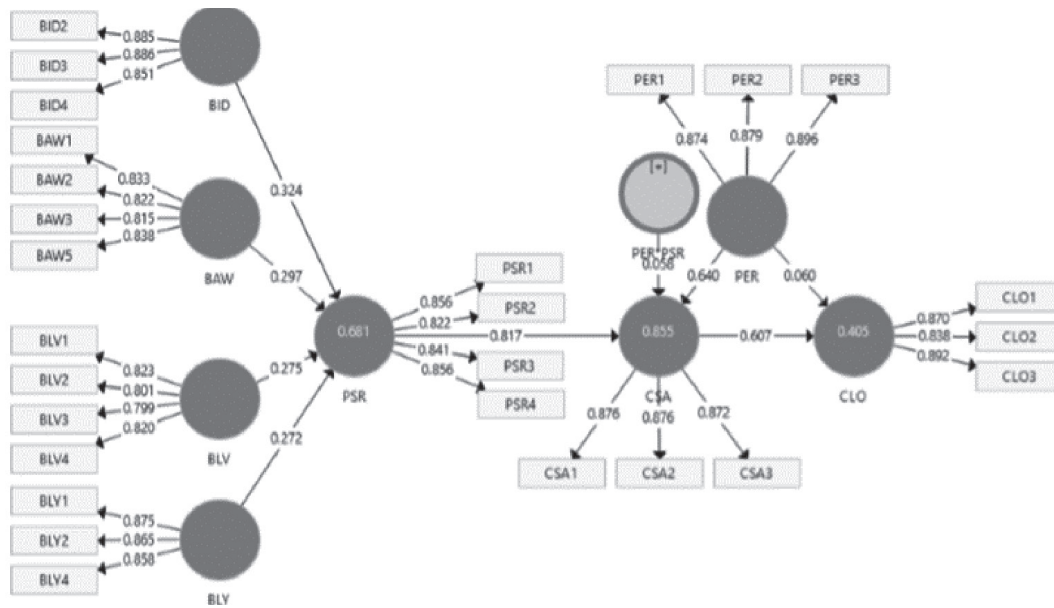 BID2
0.885
BID3
0.886
0.851
BID4
BID
BAW1
0.833
BAW2
0.822
BAW3
0.815
0.838
BAW5
BAW
0.324
0.297
BLV1
0.823
BLV2
0.801
BLV3
0.799
0.820
BLV4
BLV
0.275
0.272
BLY1
0.875
BLY2
0.865
0.858
BLY4
BLY
0.681
PSR
0.856
PSR1
0.822
PSR2
0.817
0.841
PSR3
0.856
PSR4
PER1
PER2
PER3
0.874
0.879
0.896
[+]
PER*PSR
0.058
PER
0.640
0.060
0.855
CSA
0.607
0.876
0.876
0.872
CSA1
CSA2
CSA3
0.405
CLO
0.870
CLO1
0.838
CLO2
0.892
CLO3